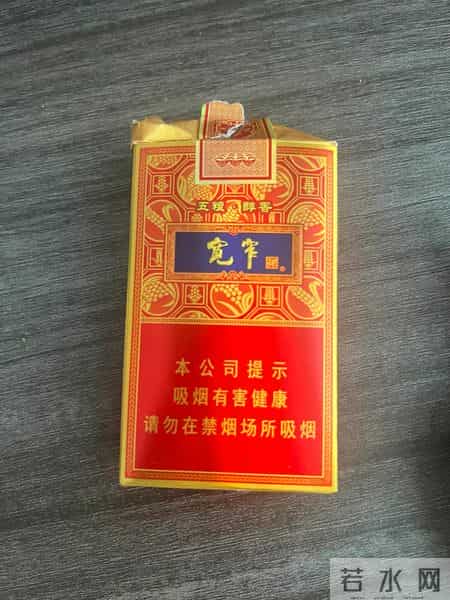 五粮 醇香
宽窄
本公司提示
吸烟有害健康
请勿在禁烟场所吸烟
若水网